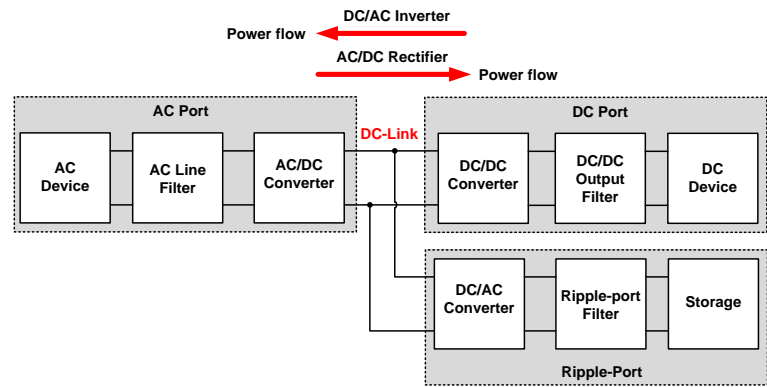 DC/AC Inverter
Power flow
AC/DC Rectifier
Power flow
AC Port
DC-Link
DC Port
AC
Device
AC Line
Filter
AC/DC
Converter
DC/DC
Converter
DC/DC
Output
Filter
DC
Device
DC/AC
Converter
Ripple-port
Filter
Storage
Ripple-Port